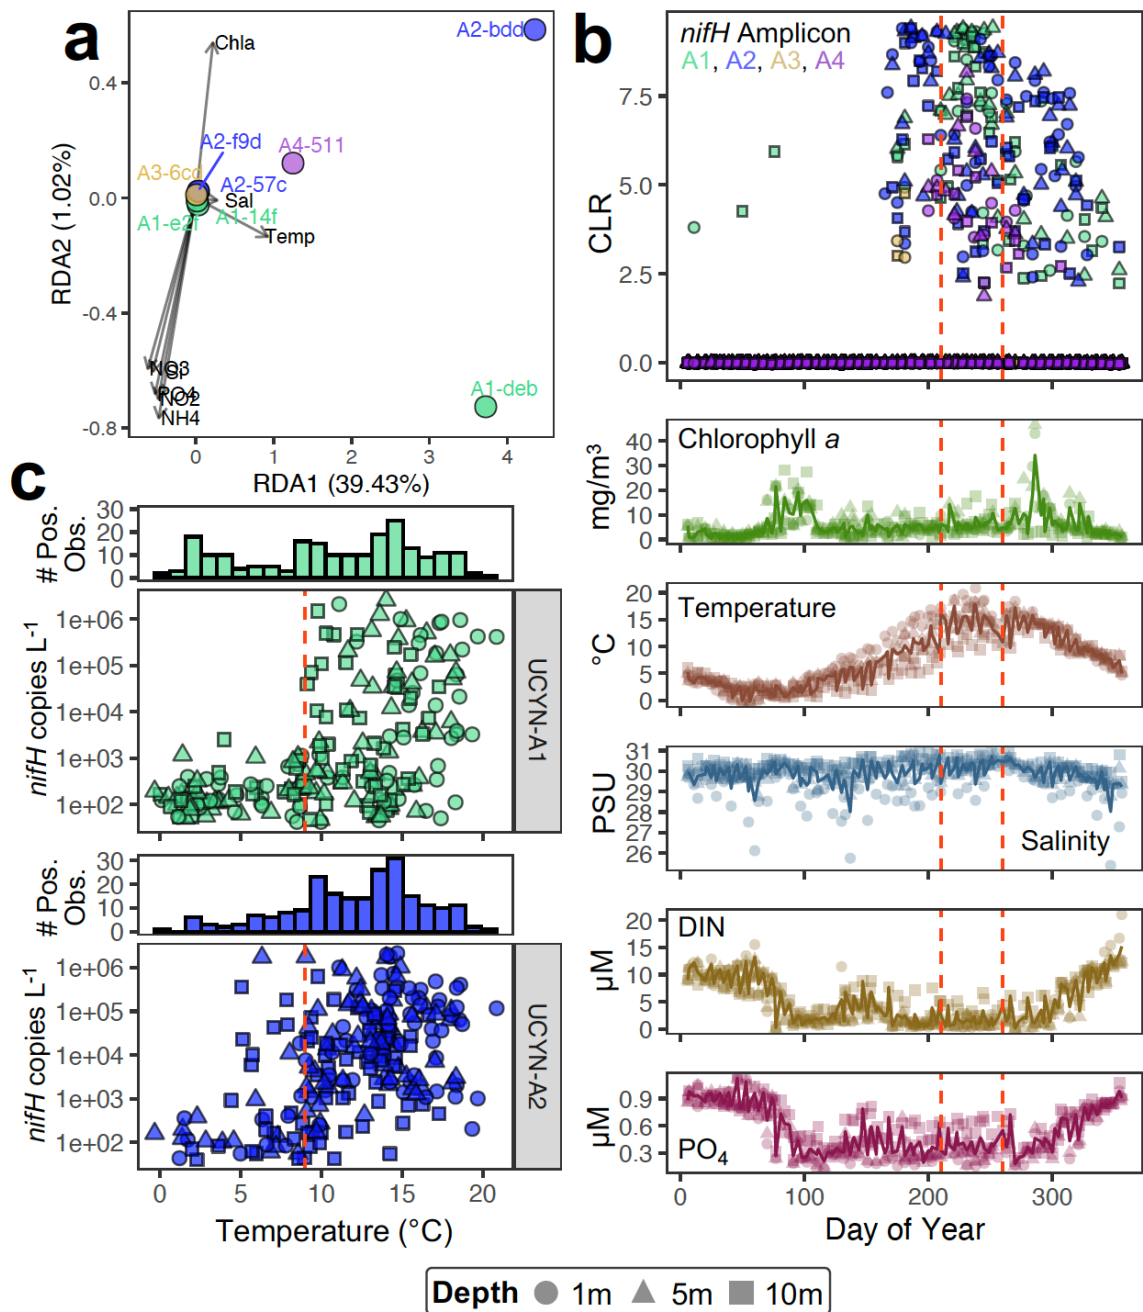 a
A2-bdd
Chla
0.4
A2-f9d
A4-511
A3-6cd
A2-57c
0.0
Sal
A1-e2f
A1-14f
Temp
RDA2 (1.02%)
-0.4
NO3
Si
PO4
NO2
NH4
A1-deb
-0.8
0 1 2 3 4
RDA1 (39.43%)
b
nifH Amplicon
A1, A2, A3, A4
CLR
7.5
5.0
2.5
0.0
Chlorophyll a
mg/m³
40
30
20
10
0
Temperature
°C
20
15
10
5
0
PSU
31
30
29
28
27
26
Salinity
DIN
µM
20
15
10
5
0
µM
0.9
0.6
0.3
PO₄
0 100 200 300
Day of Year
c
# Pos.
Obs.
30
20
10
0
nifH copies L⁻¹
1e+06
1e+05
1e+04
1e+03
1e+02
UCYN-A1
# Pos.
Obs.
30
20
10
0
nifH copies L⁻¹
1e+06
1e+05
1e+04
1e+03
1e+02
UCYN-A2
0 5 10 15 20
Temperature (°C)
Depth 1m 5m 10m